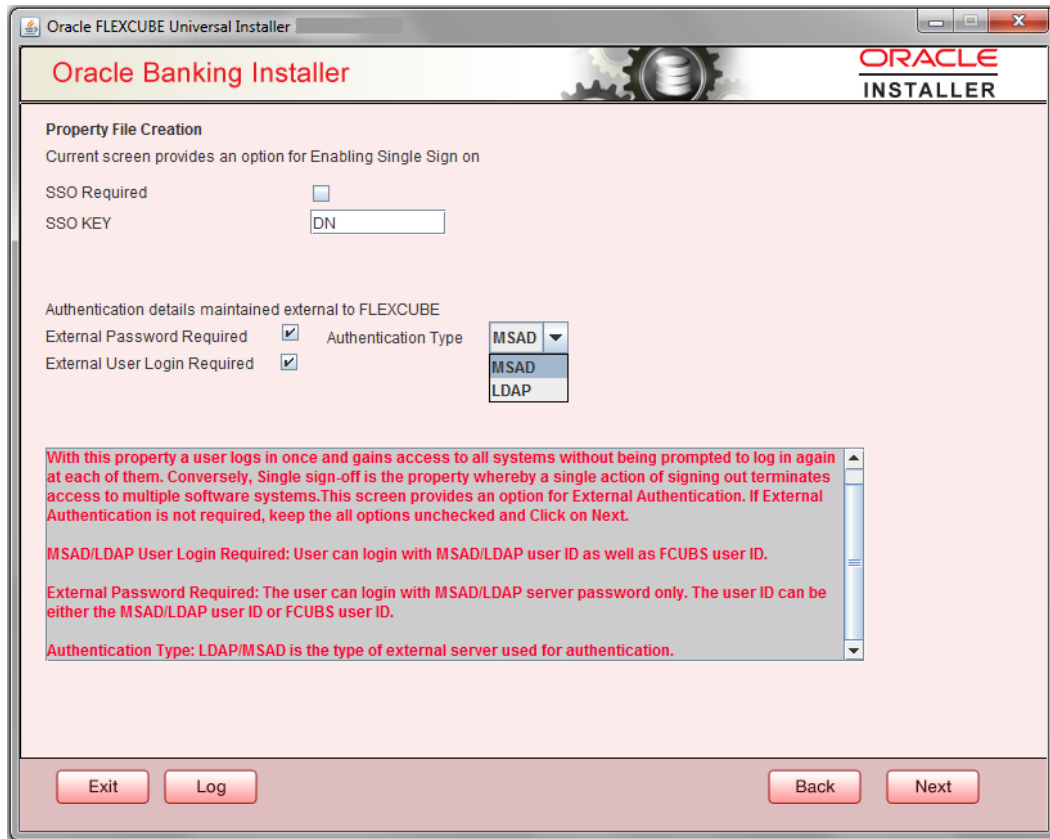 Oracle FLEXCUBE Universal Installer
Oracle Banking Installer
ORACLE
INSTALLER
Property File Creation
Current screen provides an option for Enabling Single Sign on
SSO Required
SSO KEY
DN
Authentication details maintained external to FLEXCUBE
External Password Required Authentication Type MSAD
External User Login Required
MSAD
LDAP
With this property a user logs in once and gains access to all systems without being prompted to log in again
at each of them. Conversely, Single sign-off is the property whereby a single action of signing out terminates
access to multiple software systems.This screen provides an option for External Authentication. If External
Authentication is not required, keep the all options unchecked and Click on Next.
MSAD/LDAP User Login Required: User can login with MSAD/LDAP user ID as well as FCUBS user ID.
External Password Required: The user can login with MSAD/LDAP server password only. The user ID can be
either the MSAD/LDAP user ID or FCUBS user ID.
Authentication Type: LDAP/MSAD is the type of external server used for authentication.
Exit Log Back Next